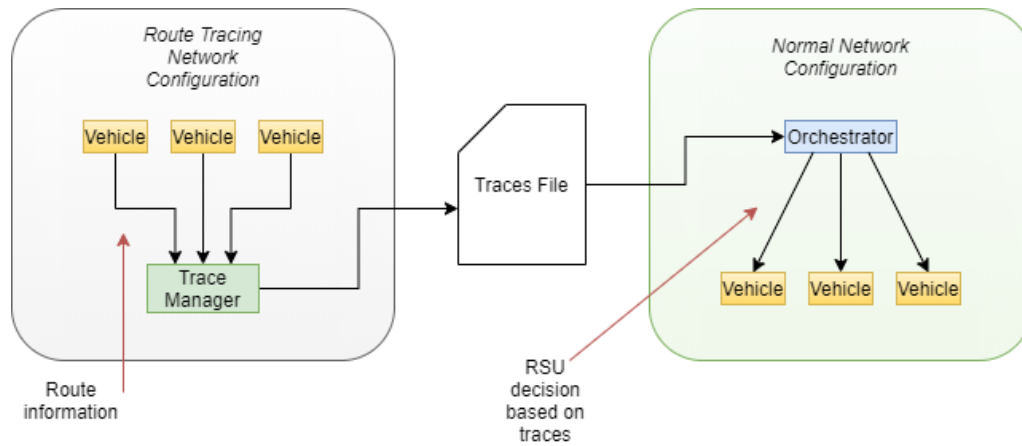 Route Tracing
Network
Configuration
Vehicle
Vehicle
Vehicle
Trace
Manager
Route
information
Traces File
Normal Network
Configuration
Orchestrator
Vehicle
Vehicle
Vehicle
RSU
decision
based on
traces